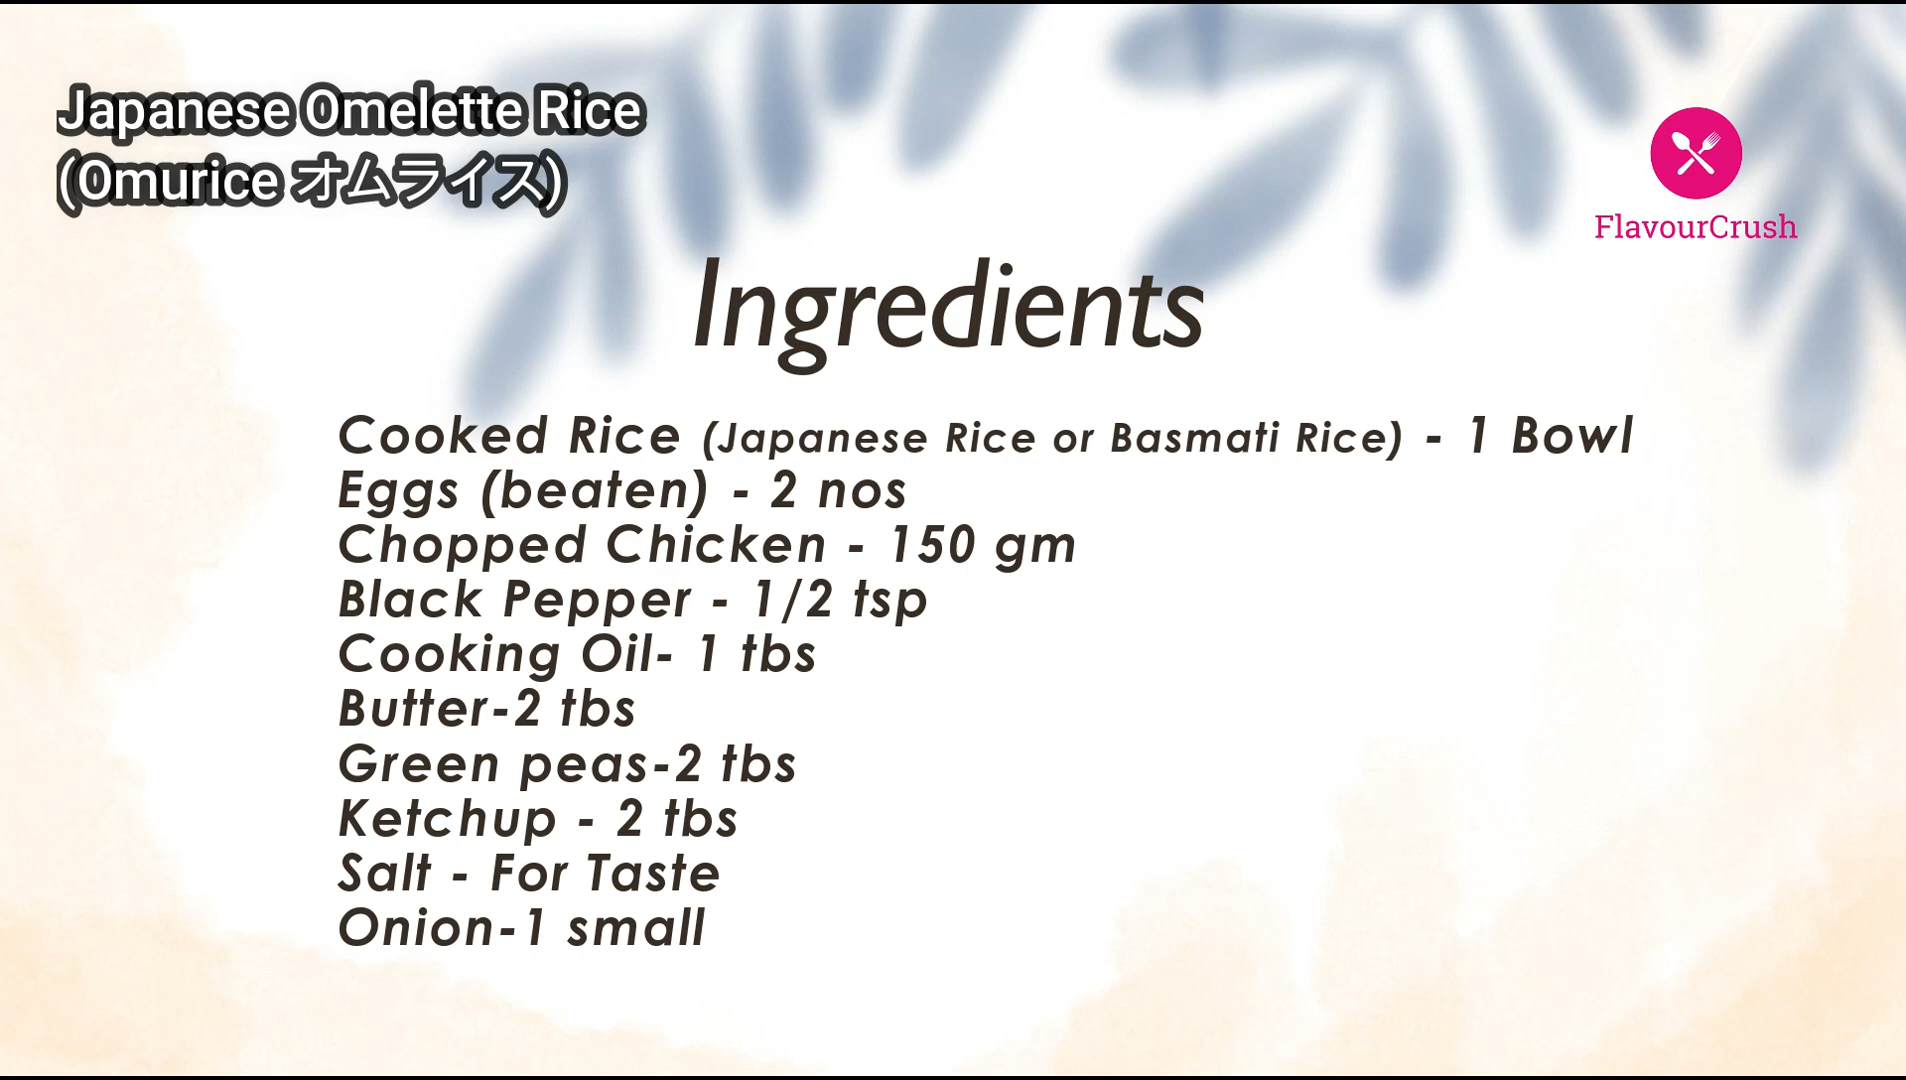 Japanese Omelette Rice
(Omurice オムライス)
FlavourCrush
Ingredients
Cooked Rice (Japanese Rice or Basmati Rice) - 1 Bowl
Eggs (beaten) - 2 nos
Chopped Chicken - 150 gm
Black Pepper - 1/2 tsp
Cooking Oil- 1 tbs
Butter-2 tbs
Green peas-2 tbs
Ketchup - 2 tbs
Salt - For Taste
Onion-1 small